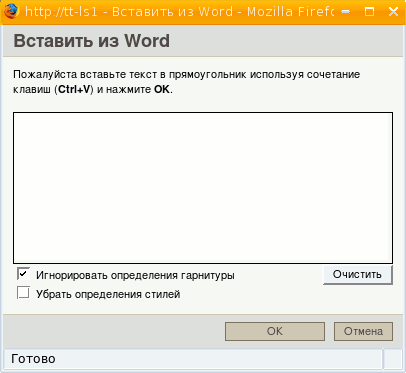 http://tt-ls1 - Вставить из Word - Mozilla Firefo
Вставить из Word
Пожалуйста вставьте текст в прямоугольник используя сочетание
клавиш (Ctrl+V) и нажмите OK.
Игнорировать определения гарнитуры
Очистить
Убрать определения стилей
OK
Отмена
Готово